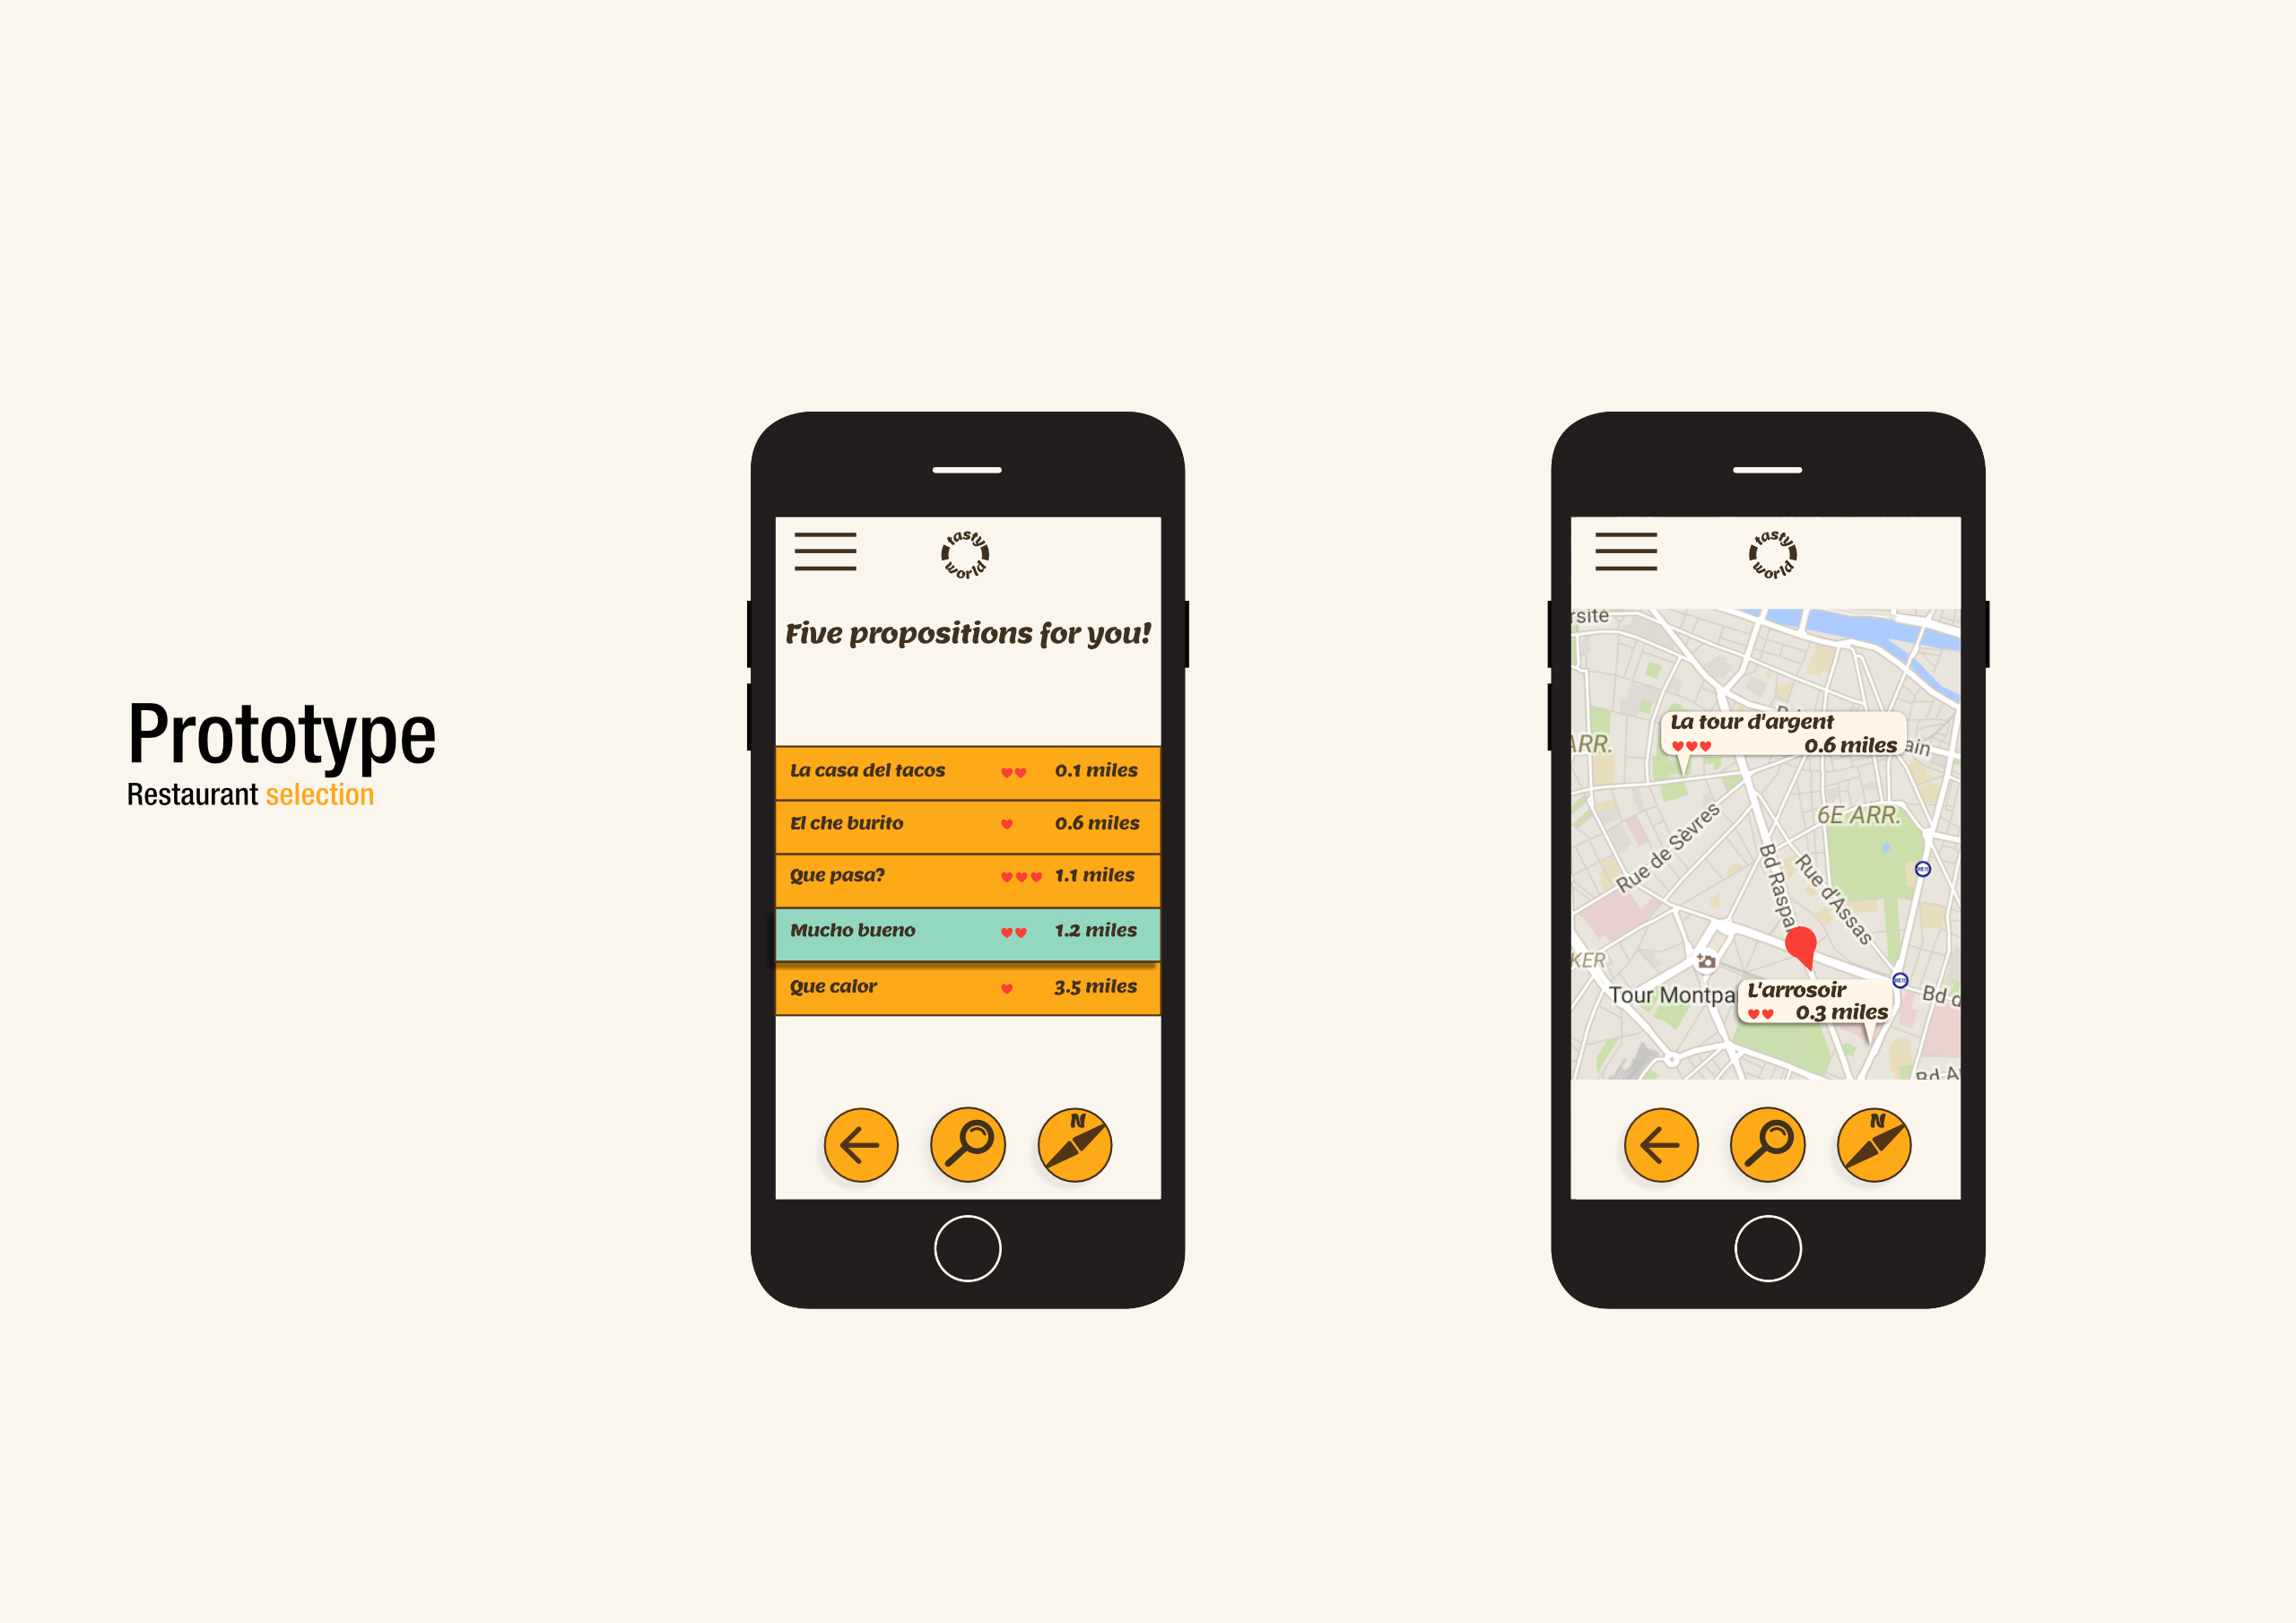 Prototype
Restaurant selection
tasty
world
Five propositions for you!
La casa del tacos 0.1 miles
El che burito 0.6 miles
Que pasa? 1.1 miles
Mucho bueno 1.2 miles
Que calor 3.5 miles
N
tasty
world
rsité
La tour d'argent
0.6 miles
ain
ARR.
6E ARR.
Rue de Sèvres
Bd Raspa
Rue d'Assas
KER
Tour Montpa
L'arrosoir
0.3 miles
Bd d
Bd A
N